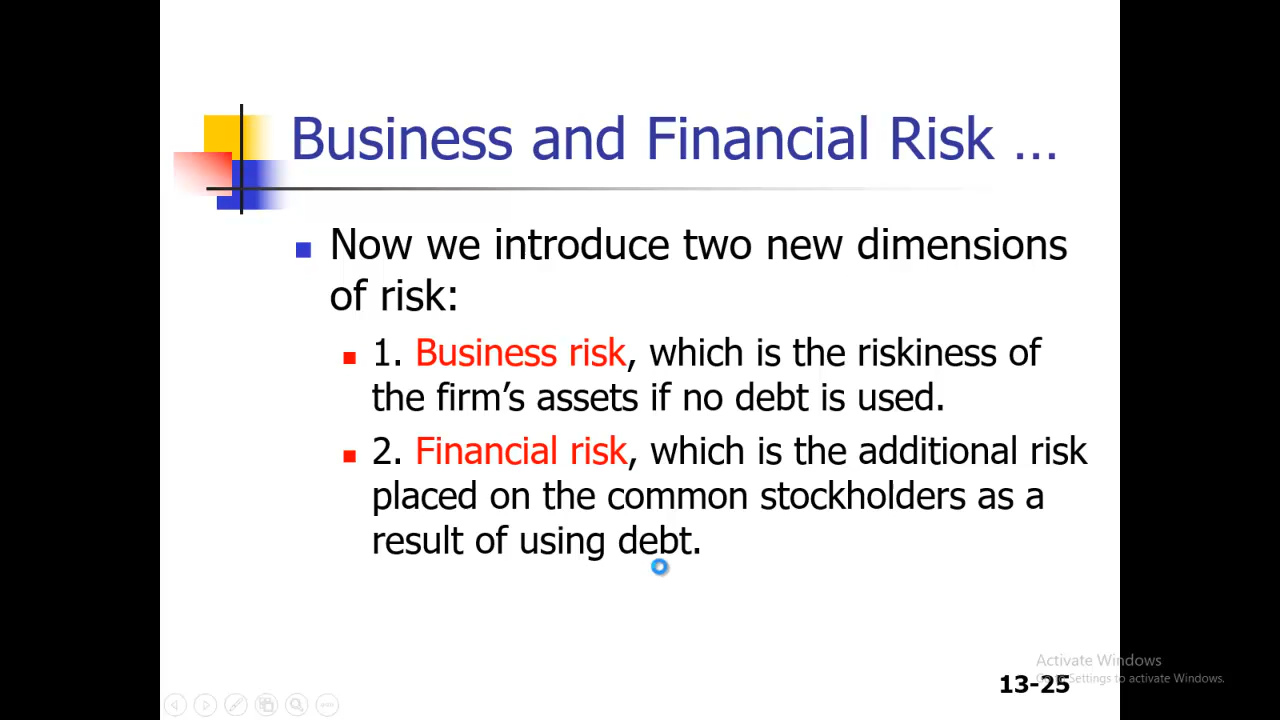 Business and Financial Risk …
Now we introduce two new dimensions
of risk:
1. Business risk, which is the riskiness of
the firm’s assets if no debt is used.
2. Financial risk, which is the additional risk
placed on the common stockholders as a
result of using debt.
Activate Windows
Settings to activate Windows.
13-25